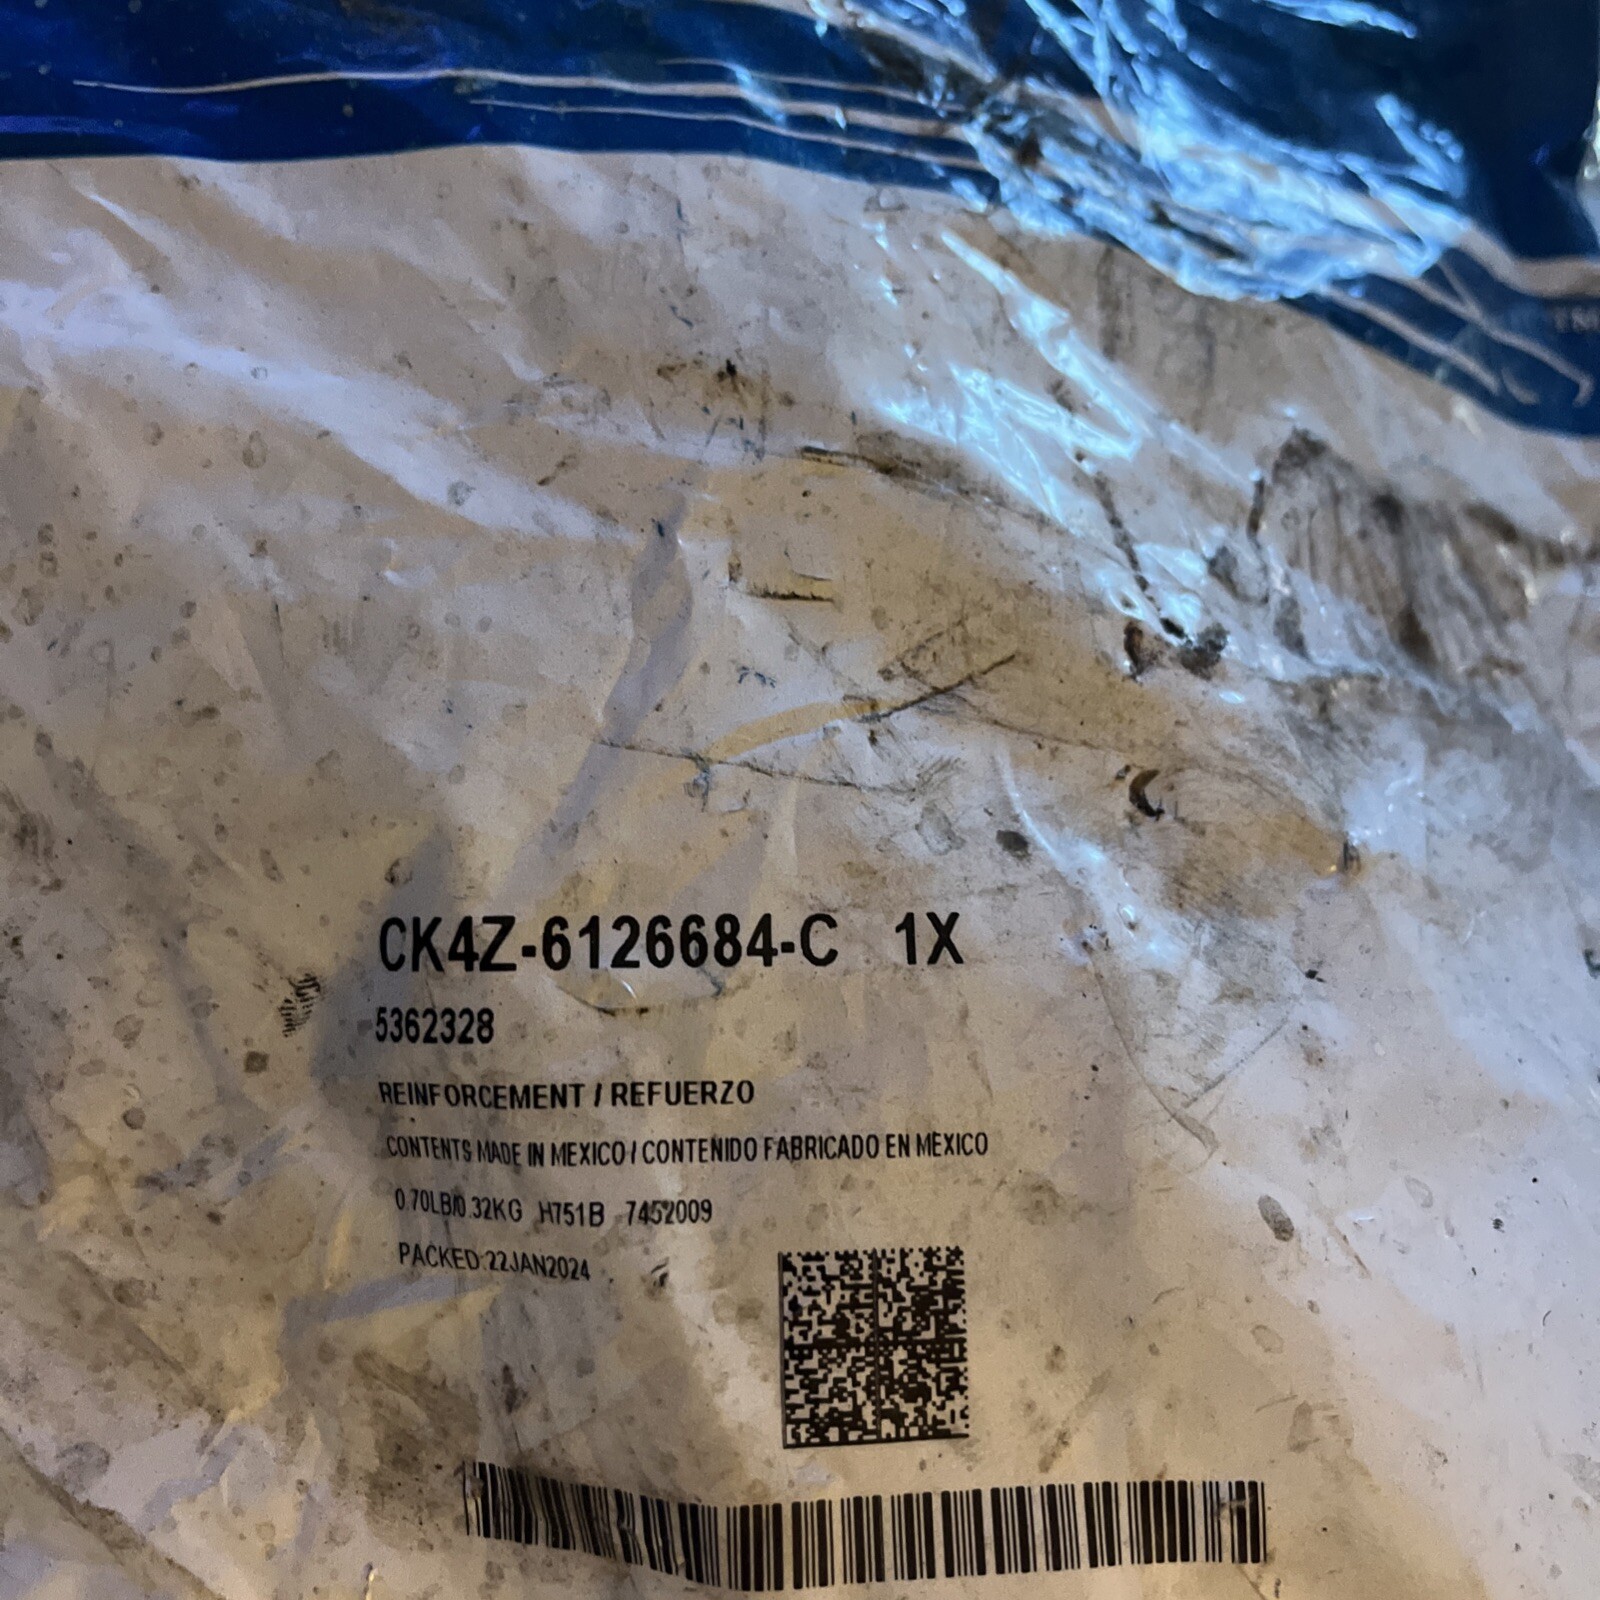 CK4Z-6126684-C 1X
5362328
REINFORCEMENT / REFUERZO
CONTENTS MADE IN MEXICO / CONTENIDO FABRICADO EN MEXICO
0.70LB/0.32KG H751B 7452009
PACKED:22JAN2024